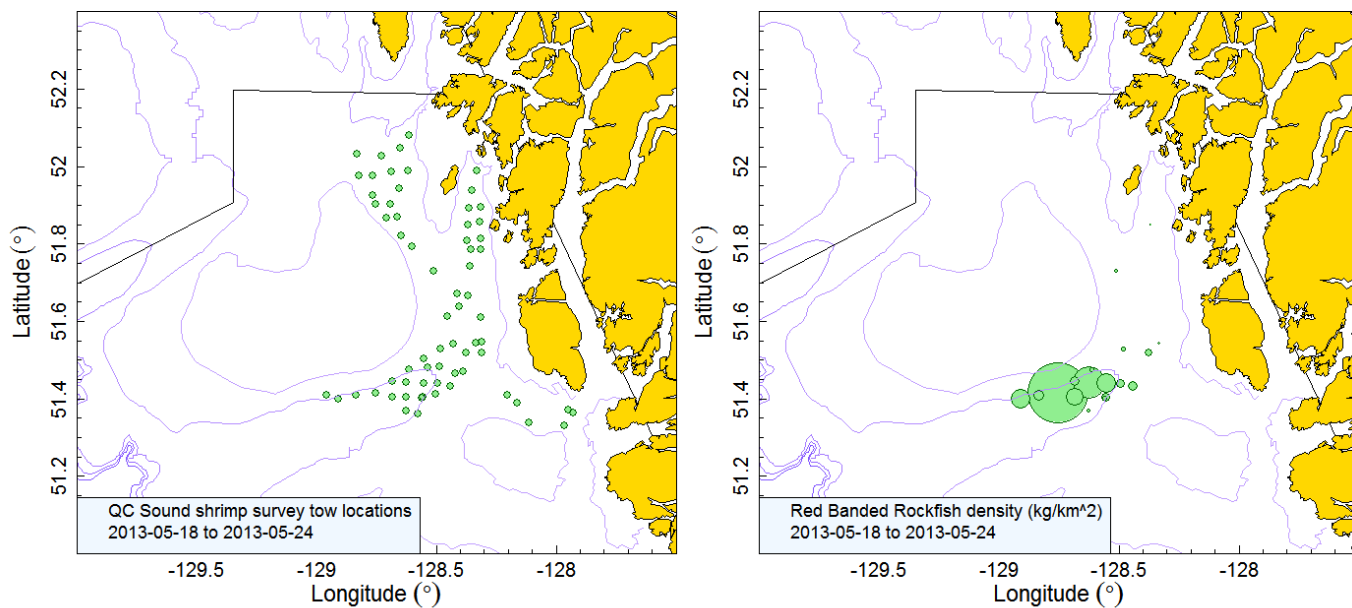 52.2
52
51.8
51.6
51.4
51.2
Latitude (°)
QC Sound shrimp survey tow locations
2013-05-18 to 2013-05-24
-129.5
-129
-128.5
-128
Longitude (°)
52.2
52
51.8
51.6
51.4
51.2
Latitude (°)
Red Banded Rockfish density (kg/km^2)
2013-05-18 to 2013-05-24
-129.5
-129
-128.5
-128
Longitude (°)